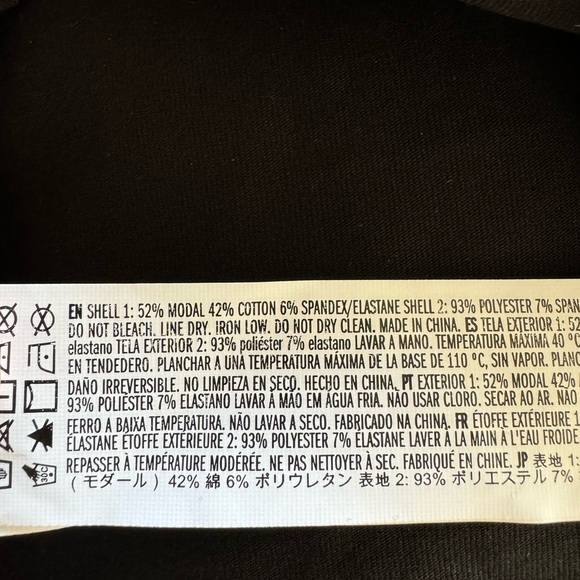 EN SHELL 1: 52% MODAL 42% COTTON 6% SPANDEX/ELASTANE SHELL 2: 93% POLYESTER 7% SPAN
DO NOT BLEACH. LINE DRY. IRON LOW. DO NOT DRY CLEAN. MADE IN CHINA. ES TELA EXTERIOR 1: 52
elastano TELA EXTERIOR 2: 93% poliéster 7% elastano LAVAR A MANO. TEMPERATURA MÁXIMA 40 °C
EN TENDEDERO. PLANCHAR A UNA TEMPERATURA MÁXIMA DE LA BASE DE 110 °C, SIN VAPOR. PLANC
DAÑO IRREVERSIBLE. NO LIMPIEZA EN SECO. HECHO EN CHINA. PT EXTERIOR 1: 52% MODAL 42%
93% POLIÉSTER 7% ELASTANO LAVAR À MÃO EM ÁGUA FRIA. NÃO USAR CLORO. SECAR AO AR. NÃO
FERRO A BAIXA TEMPERATURA. NÃO LAVAR A SECO. FABRICADO NA CHINA. FR ÉTOFFE EXTÉRIEURE 1
ÉLASTANE ÉTOFFE EXTÉRIEURE 2: 93% POLYESTER 7% ÉLASTANE LAVER À LA MAIN À L'EAU FROIDE
REPASSER À TEMPÉRATURE MODÉRÉE. NE PAS NETTOYER À SEC. FABRIQUÉ EN CHINE. JP 表地 1:
(モダール) 42% 綿 6% ポリウレタン 表地 2: 93% ポリエステル 7%
30C